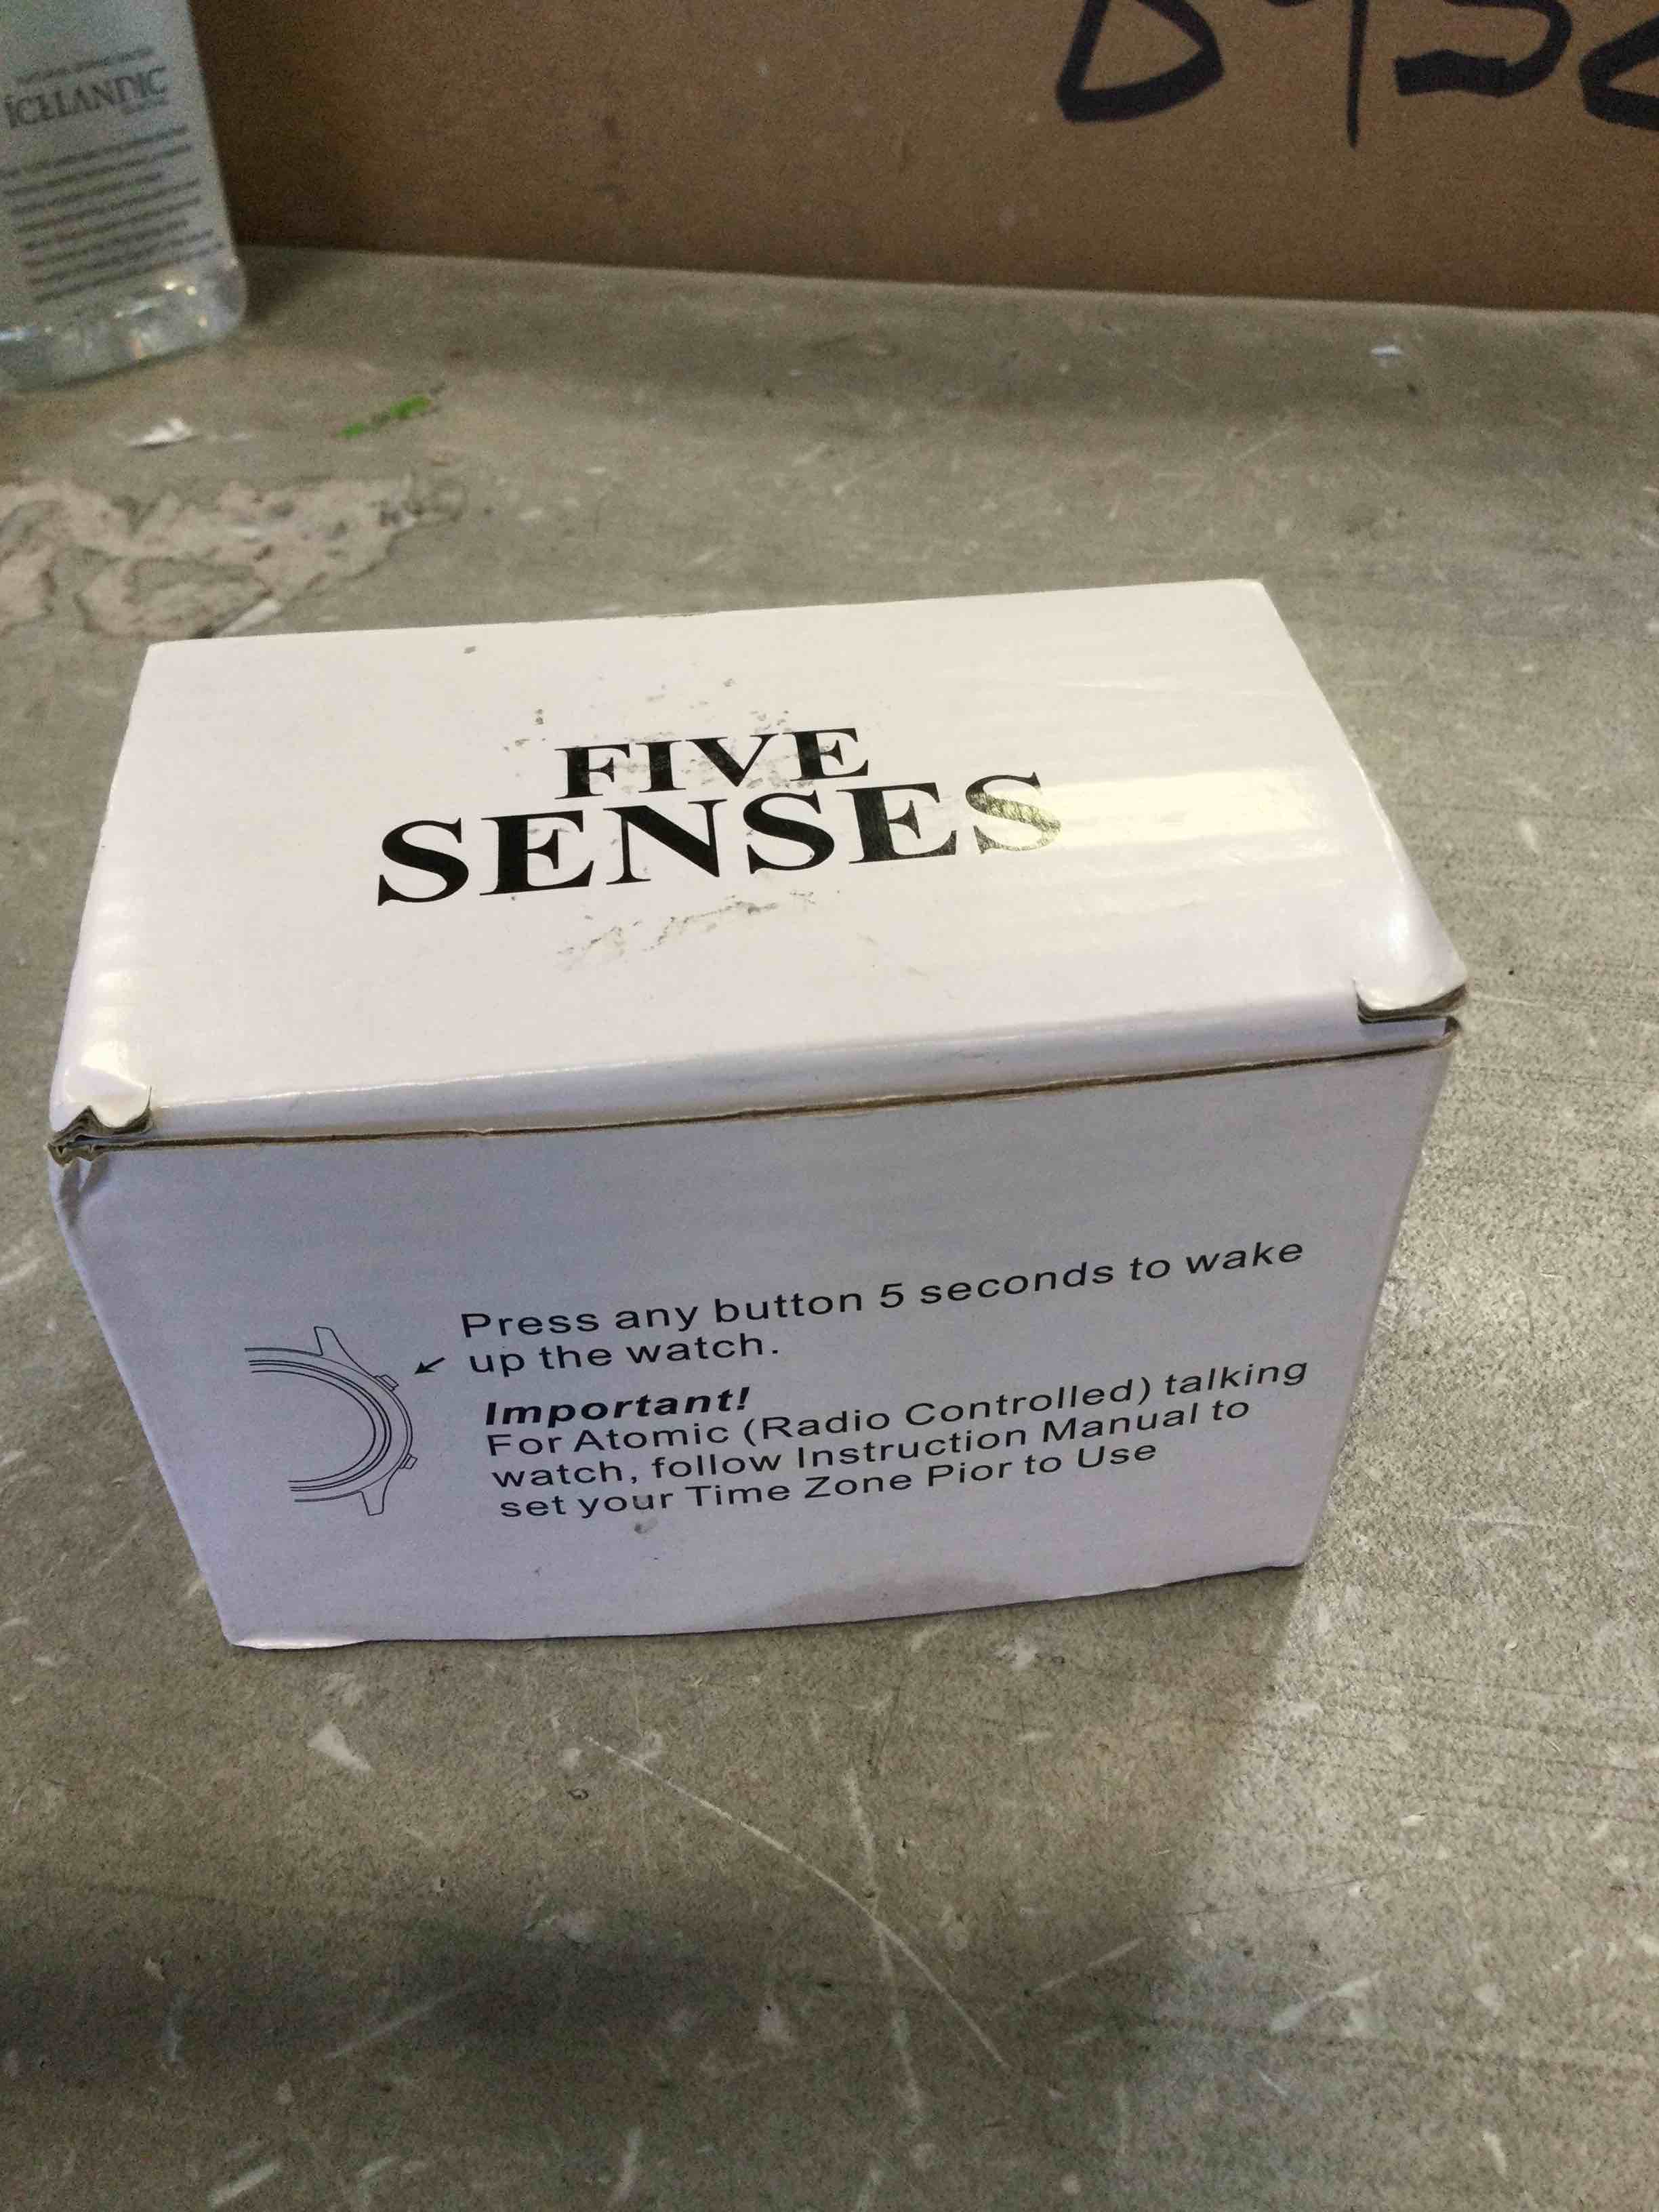 ICELANDIC
FIVE
SENSES
Press any button 5 seconds to wake
up the watch.
Important!
For Atomic (Radio Controlled) talking
watch, follow Instruction Manual to
set your Time Zone Pior to Use